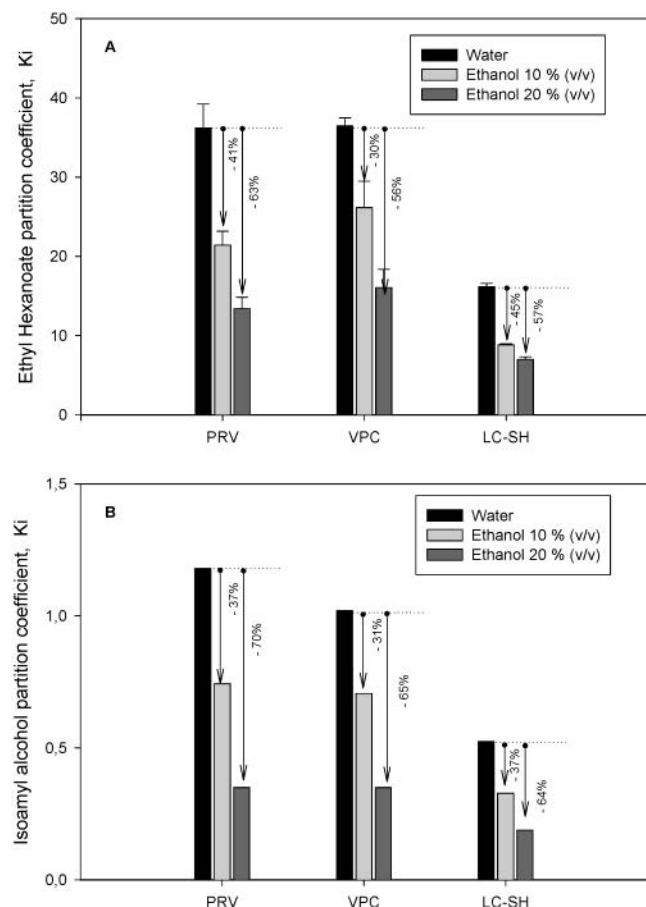 50
40
30
20
10
0
Ethyl Hexanoate partition coefficient, Ki
A
Water
Ethanol 10 % (v/v)
Ethanol 20 % (v/v)
- 41%
- 63%
- 30%
- 56%
- 45%
- 57%
PRV
VPC
LC-SH
1,5
1,0
0,5
0,0
Isoamyl alcohol partition coefficient, Ki
B
Water
Ethanol 10 % (v/v)
Ethanol 20 % (v/v)
- 37%
- 70%
- 31%
- 65%
- 37%
- 64%
PRV
VPC
LC-SH